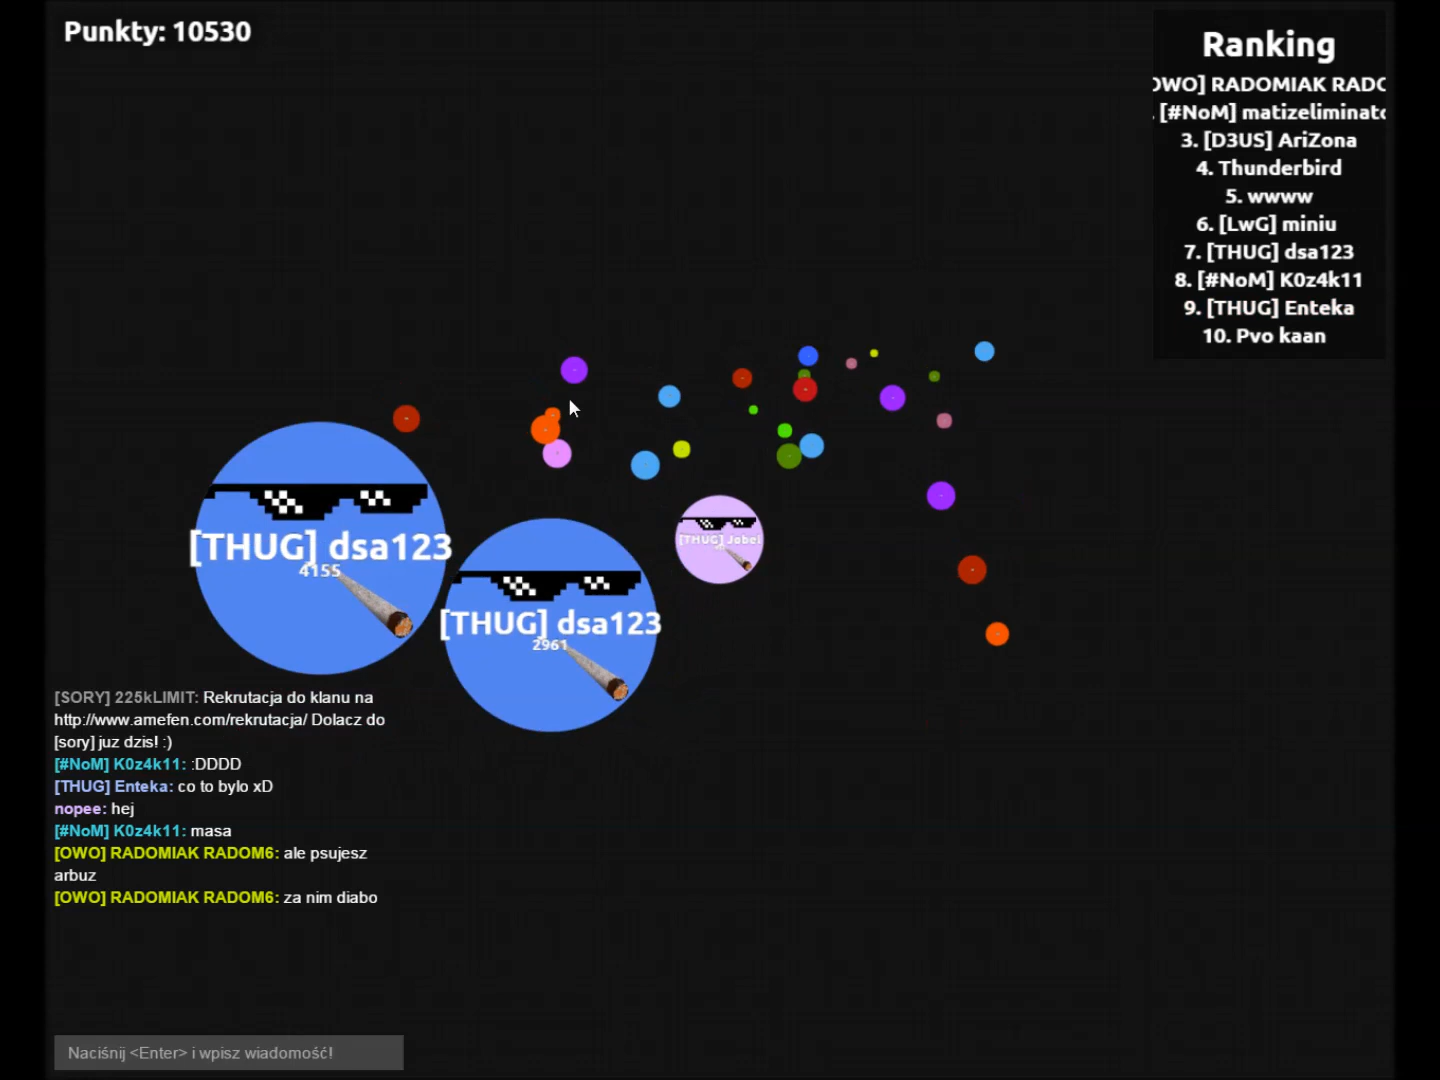 Punkty: 10530
Ranking
OWO] RADOMIAK RADO
. [#NoM] matizeliminato
3. [D3US] AriZona
4. Thunderbird
5. wwww
6. [LwG] miniu
7. [THUG] dsa123
8. [#NoM] K0z4k11
9. [THUG] Enteka
10. Pvo kaan
[THUG] dsa123
4155
[THUG] dsa123
2961
[THUG] Jobel
[SORY] 225kLIMIT: Rekrutacja do klanu na
http://www.amefen.com/rekrutacja/ Dolacz do
[sory] juz dzis! :)
[#NoM] K0z4k11: :DDDD
[THUG] Enteka: co to bylo xD
nopee: hej
[#NoM] K0z4k11: masa
[OWO] RADOMIAK RADOM6: ale psujesz
arbuz
[OWO] RADOMIAK RADOM6: za nim diabo
Naciśnij <Enter> i wpisz wiadomość!